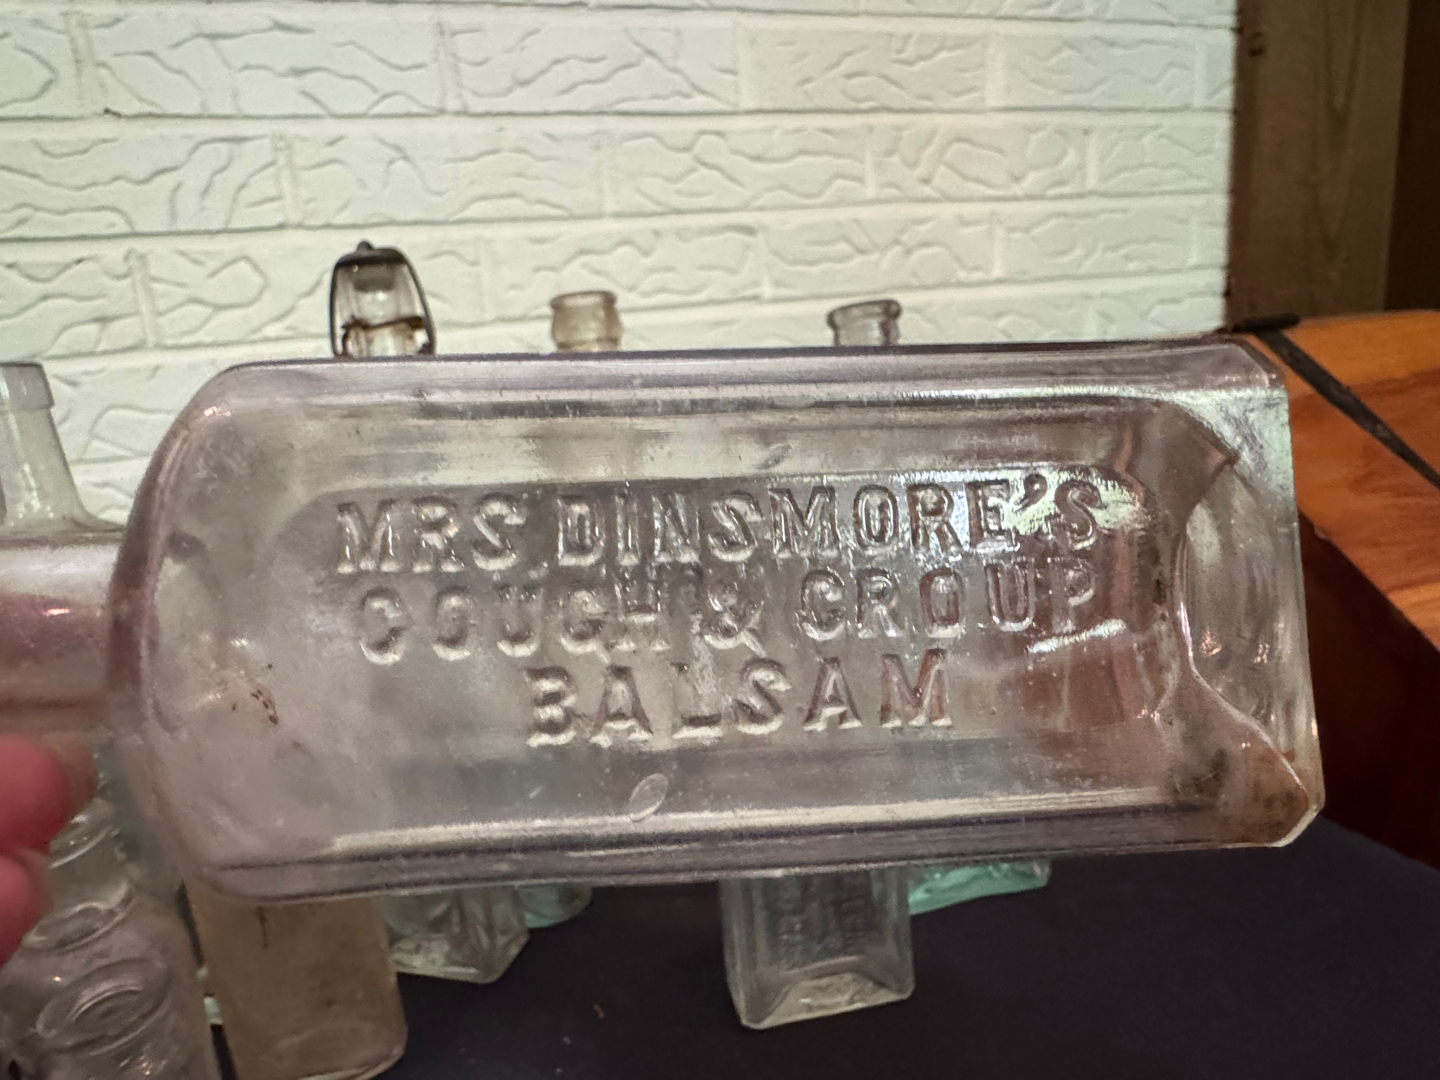 MRS. DINSMORE'S
COUGH & CROUP
BALSAM